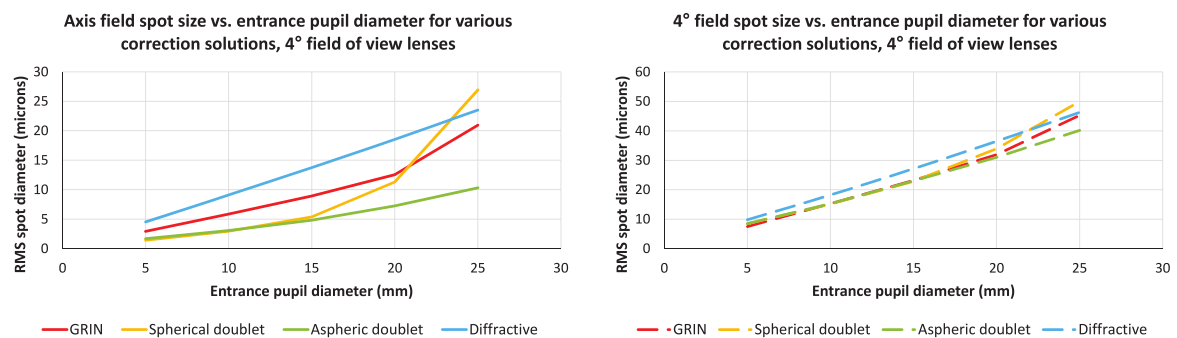 Axis field spot size vs. entrance pupil diameter for various
correction solutions, 4° field of view lenses
RMS spot diameter (microns)
30
25
20
15
10
5
0
0 5 10 15 20 25 30
Entrance pupil diameter (mm)
GRIN Spherical doublet Aspheric doublet Diffractive
4° field spot size vs. entrance pupil diameter for various
correction solutions, 4° field of view lenses
RMS spot diameter (microns)
60
50
40
30
20
10
0
0 5 10 15 20 25 30
Entrance pupil diameter (mm)
GRIN Spherical doublet Aspheric doublet Diffractive